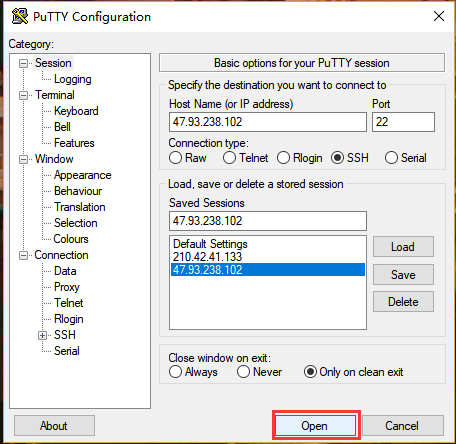 PuTTY Configuration
Category:
Session
Logging
Terminal
Keyboard
Bell
Features
Window
Appearance
Behaviour
Translation
Selection
Colours
Connection
Data
Proxy
Telnet
Rlogin
SSH
Serial
Basic options for your PuTTY session
Specify the destination you want to connect to
Host Name (or IP address) Port
47.93.238.102 22
Connection type:
Raw Telnet Rlogin SSH Serial
Load, save or delete a stored session
Saved Sessions
47.93.238.102
Default Settings
210.42.41.133
47.93.238.102
Load
Save
Delete
Close window on exit:
Always Never Only on clean exit
About Open Cancel